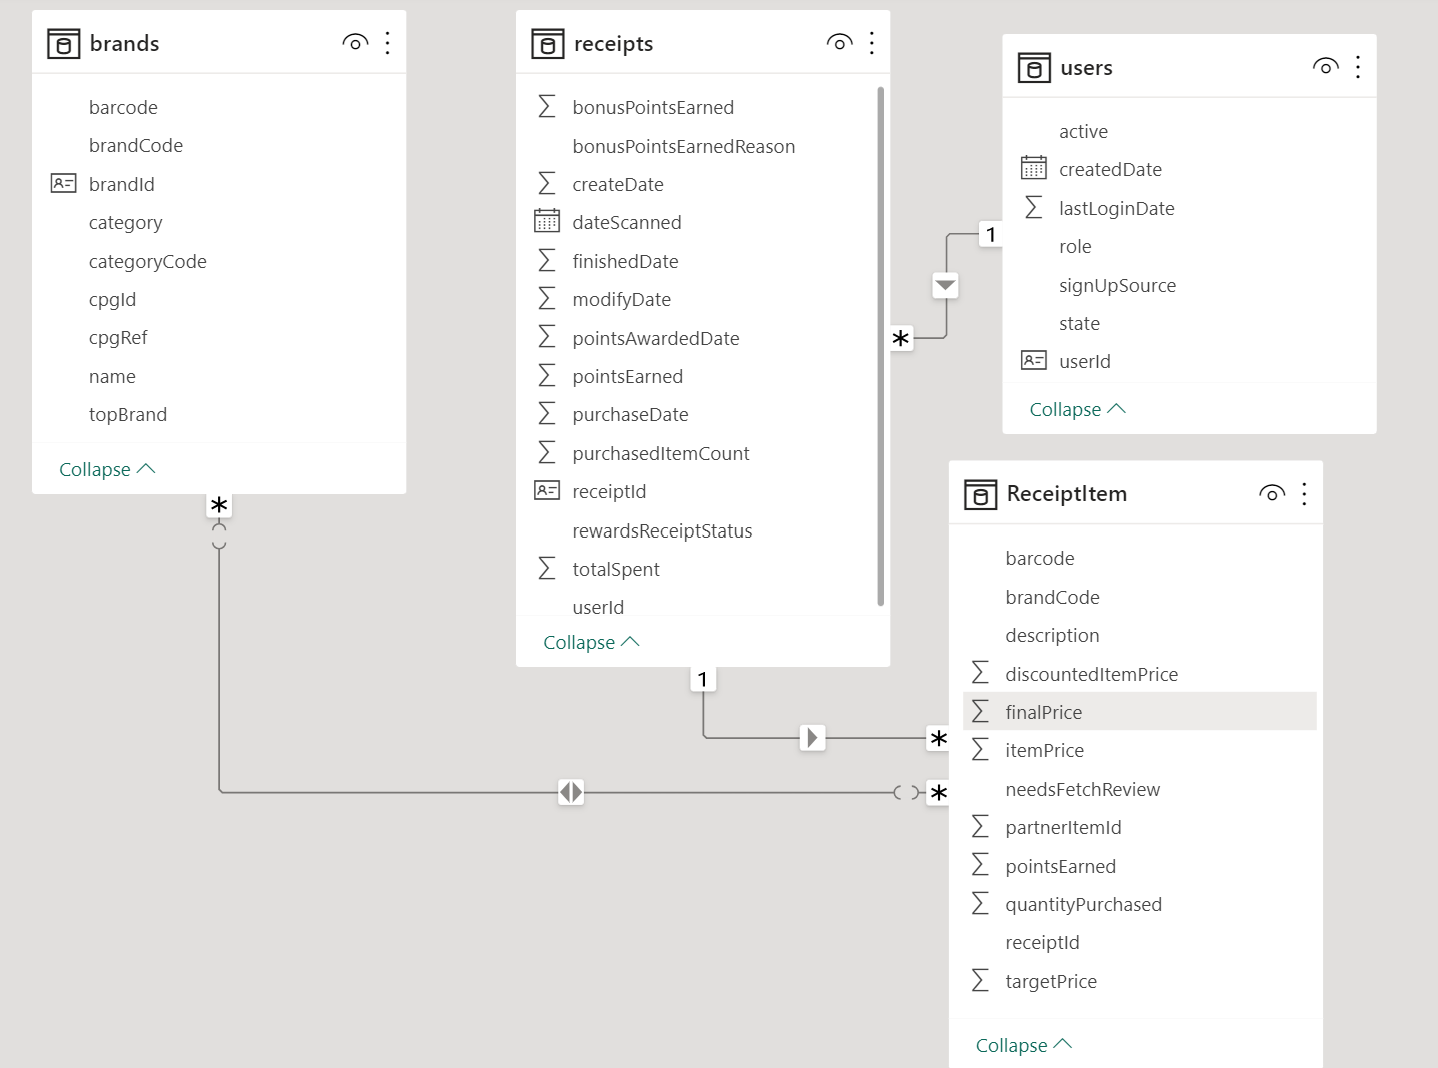 brands
barcode
brandCode
brandId
category
categoryCode
cpgId
cpgRef
name
topBrand
Collapse
*
receipts
bonusPointsEarned
bonusPointsEarnedReason
createDate
dateScanned
finishedDate
modifyDate
pointsAwardedDate
pointsEarned
purchaseDate
purchasedItemCount
receiptId
rewardsReceiptStatus
totalSpent
userId
Collapse
1
*
1
users
active
createdDate
lastLoginDate
role
signUpSource
state
userId
Collapse
*
*
ReceiptItem
barcode
brandCode
description
discountedItemPrice
finalPrice
itemPrice
needsFetchReview
partnerItemId
pointsEarned
quantityPurchased
receiptId
targetPrice
Collapse